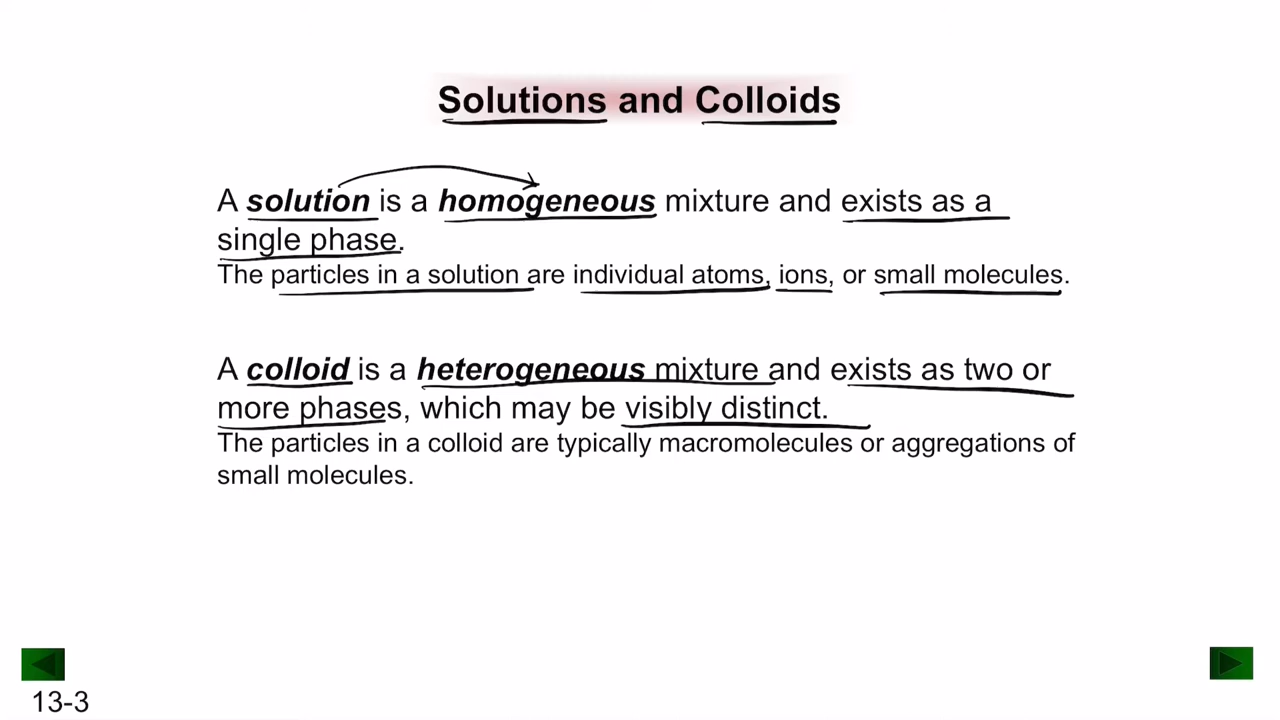 Solutions and Colloids
A solution is a homogeneous mixture and exists as a
single phase.
The particles in a solution are individual atoms, ions, or small molecules.
A colloid is a heterogeneous mixture and exists as two or
more phases, which may be visibly distinct.
The particles in a colloid are typically macromolecules or aggregations of
small molecules.
13-3